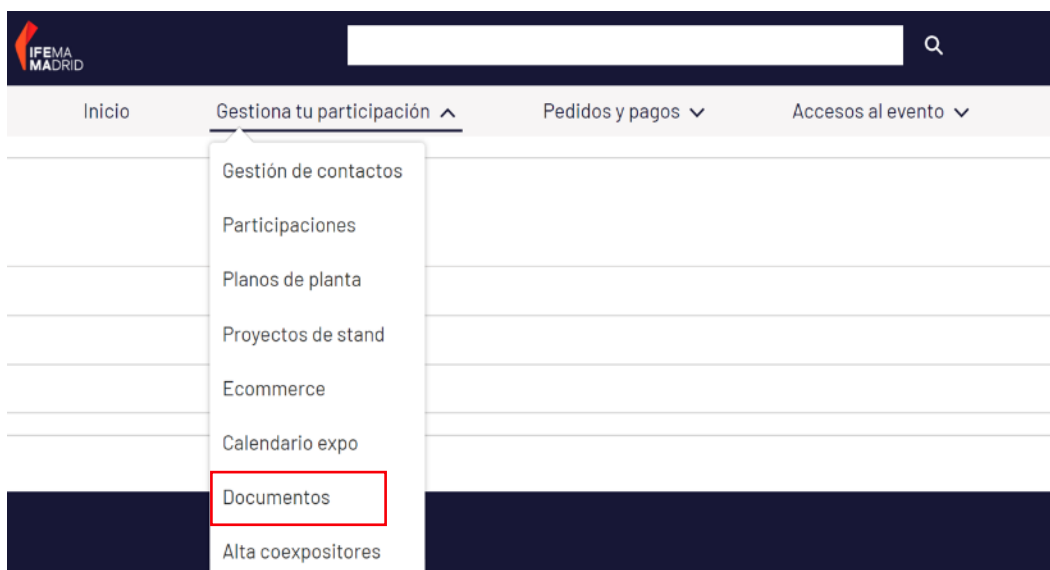 IFEMA
MADRID
Inicio
Gestiona tu participación
Pedidos y pagos
Accesos al evento
Gestión de contactos
Participaciones
Planos de planta
Proyectos de stand
Ecommerce
Calendario expo
Documentos
Alta coexpositores